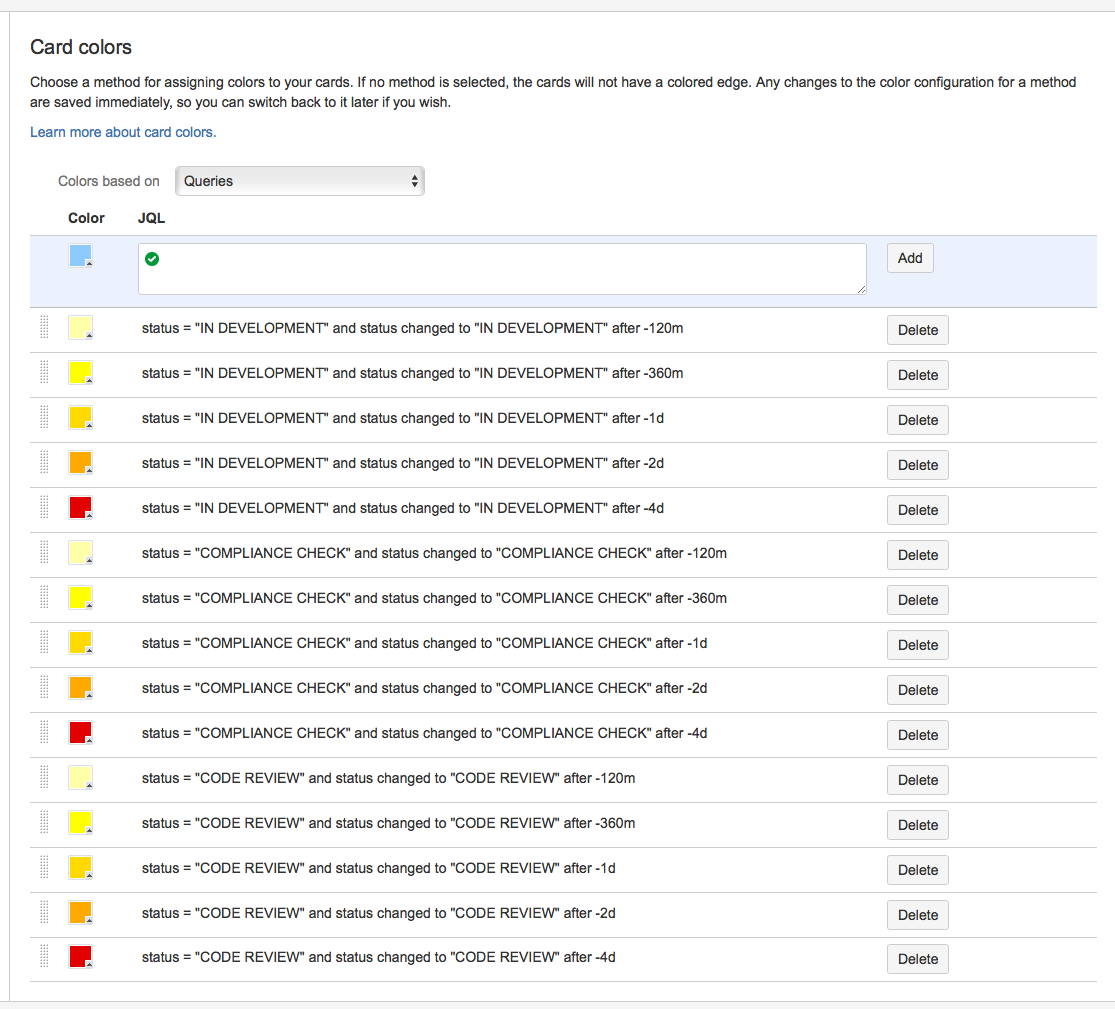 Card colors
Choose a method for assigning colors to your cards. If no method is selected, the cards will not have a colored edge. Any changes to the color configuration for a method
are saved immediately, so you can switch back to it later if you wish.
Learn more about card colors.
Colors based on Queries
Color JQL
Add
status = "IN DEVELOPMENT" and status changed to "IN DEVELOPMENT" after -120m Delete
status = "IN DEVELOPMENT" and status changed to "IN DEVELOPMENT" after -360m Delete
status = "IN DEVELOPMENT" and status changed to "IN DEVELOPMENT" after -1d Delete
status = "IN DEVELOPMENT" and status changed to "IN DEVELOPMENT" after -2d Delete
status = "IN DEVELOPMENT" and status changed to "IN DEVELOPMENT" after -4d Delete
status = "COMPLIANCE CHECK" and status changed to "COMPLIANCE CHECK" after -120m Delete
status = "COMPLIANCE CHECK" and status changed to "COMPLIANCE CHECK" after -360m Delete
status = "COMPLIANCE CHECK" and status changed to "COMPLIANCE CHECK" after -1d Delete
status = "COMPLIANCE CHECK" and status changed to "COMPLIANCE CHECK" after -2d Delete
status = "COMPLIANCE CHECK" and status changed to "COMPLIANCE CHECK" after -4d Delete
status = "CODE REVIEW" and status changed to "CODE REVIEW" after -120m Delete
status = "CODE REVIEW" and status changed to "CODE REVIEW" after -360m Delete
status = "CODE REVIEW" and status changed to "CODE REVIEW" after -1d Delete
status = "CODE REVIEW" and status changed to "CODE REVIEW" after -2d Delete
status = "CODE REVIEW" and status changed to "CODE REVIEW" after -4d Delete